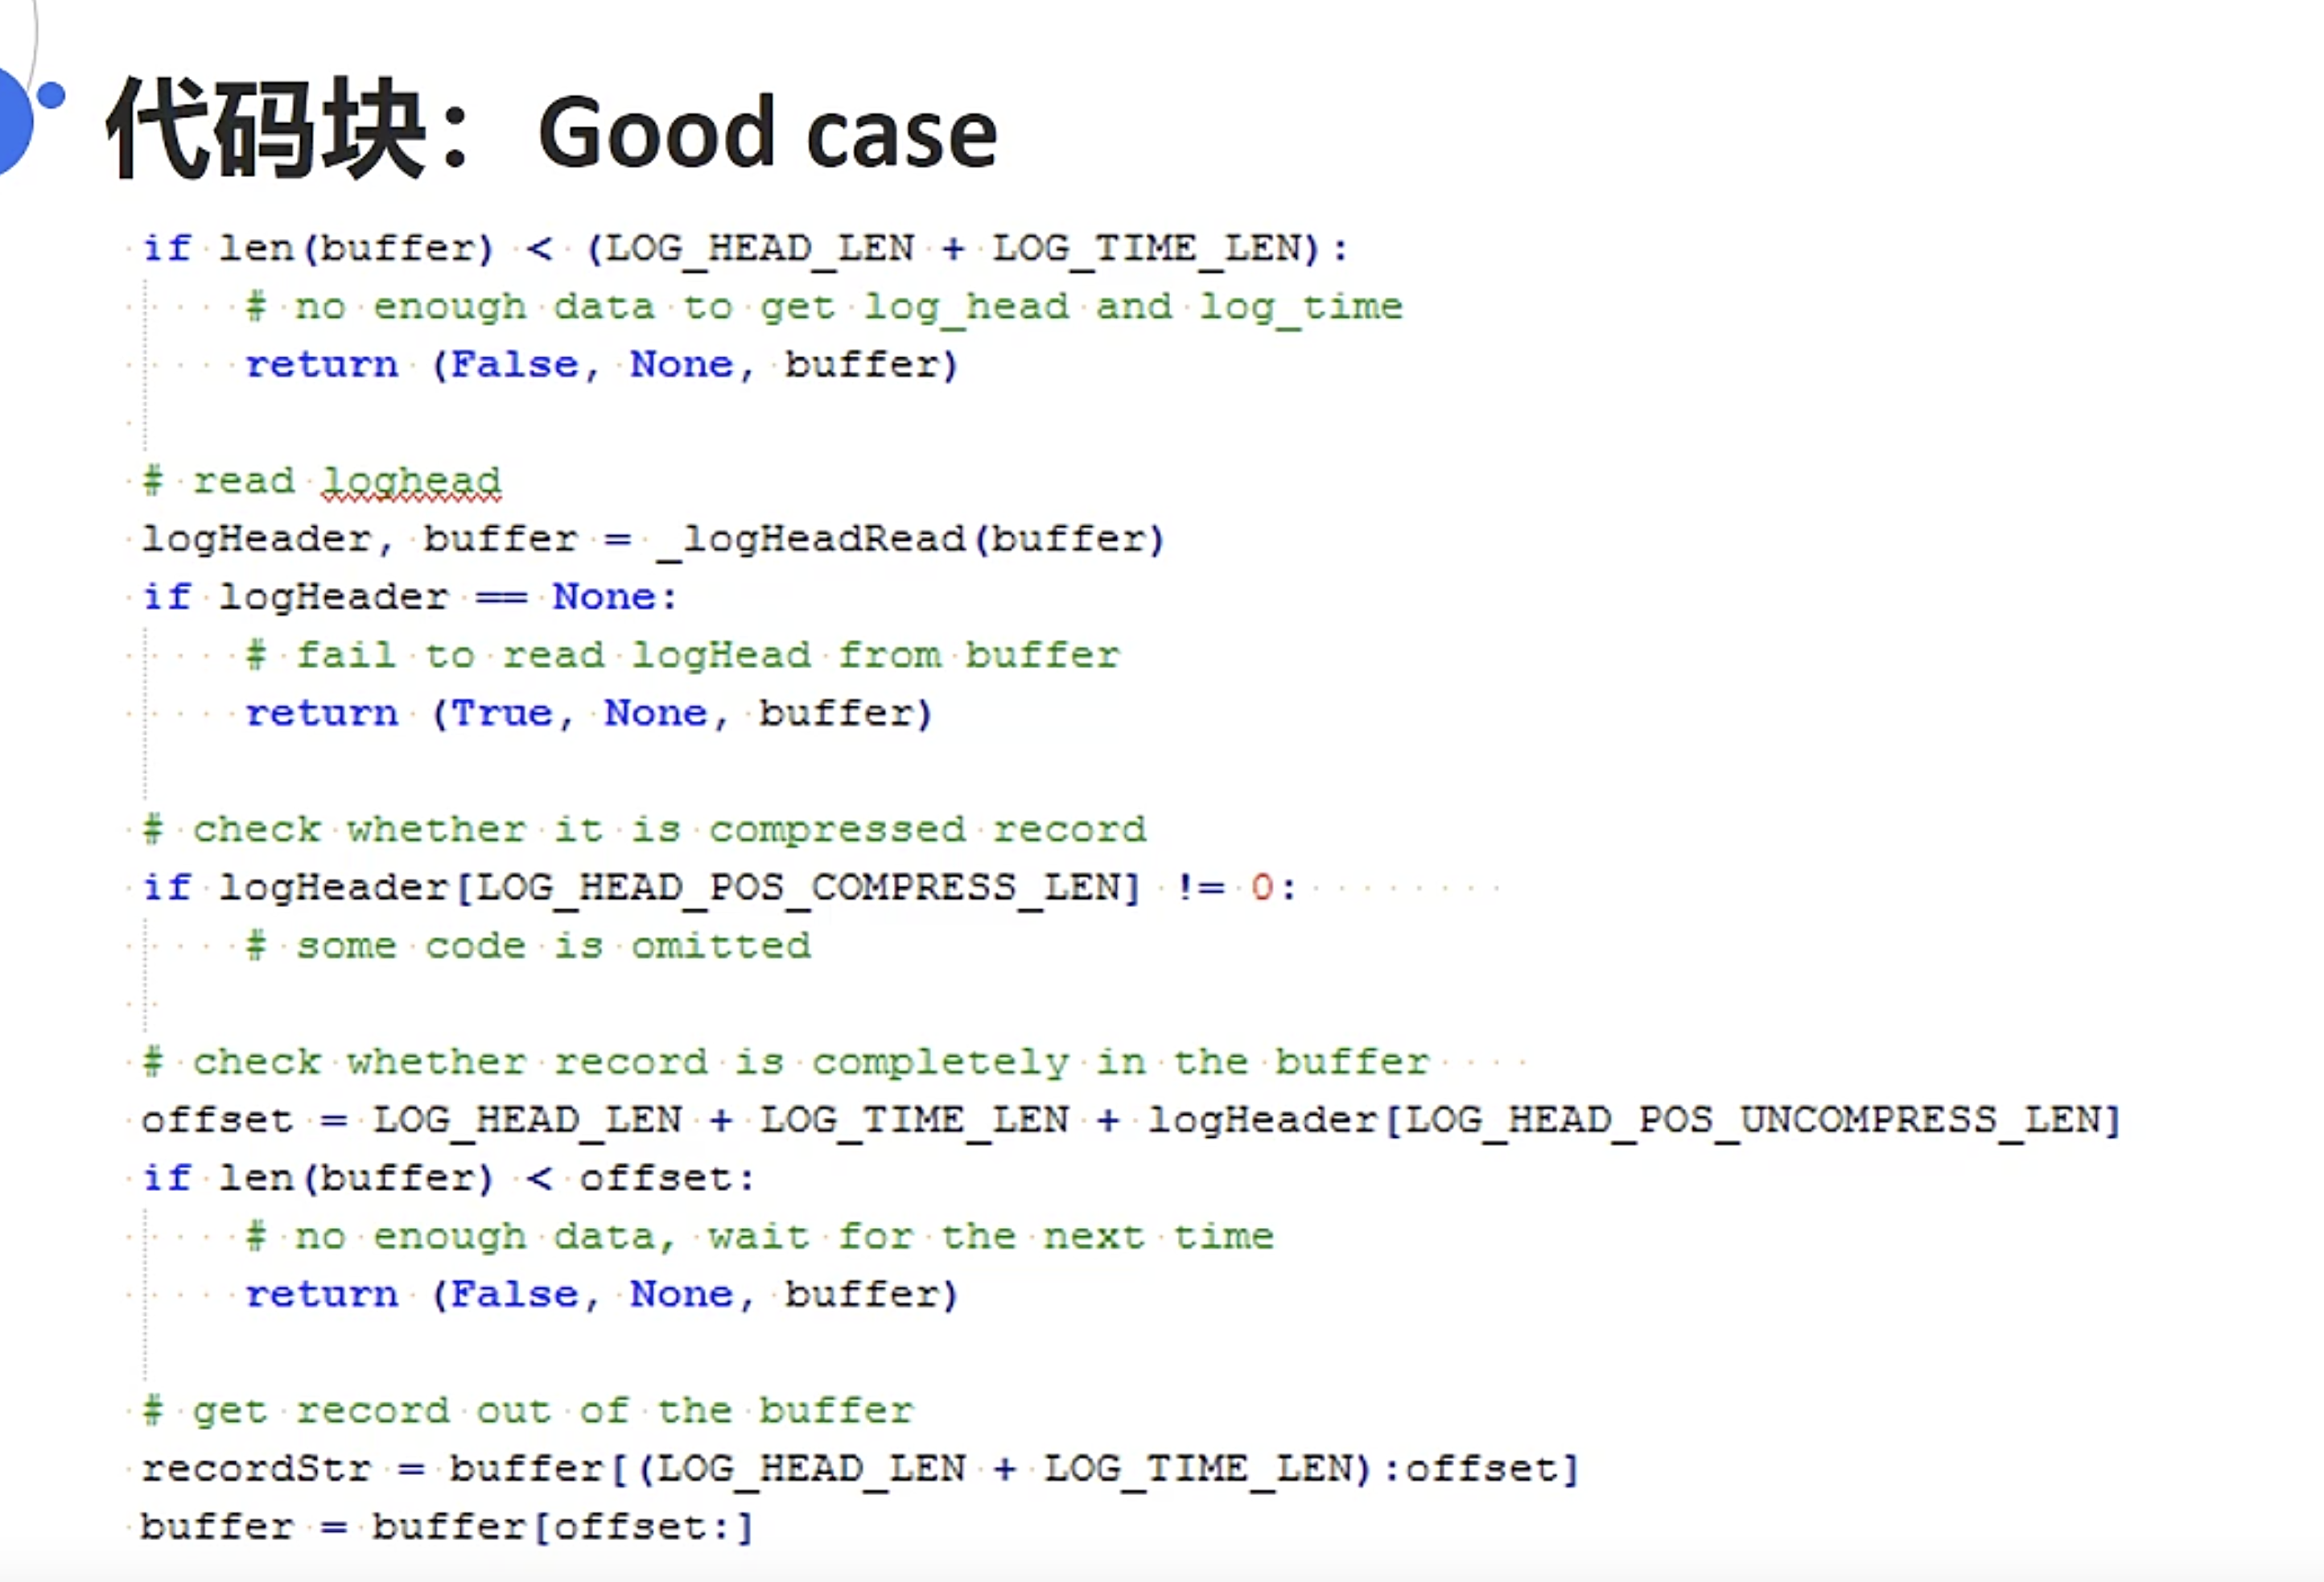 代码块：Good case
if len(buffer) < (LOG_HEAD_LEN + LOG_TIME_LEN):
# no enough data to get log_head and log_time
return (False, None, buffer)
# read loghead
logHeader, buffer = _logHeadRead(buffer)
if logHeader == None:
# fail to read logHead from buffer
return (True, None, buffer)
# check whether it is compressed record
if logHeader[LOG_HEAD_POS_COMPRESS_LEN] != 0:
# some code is omitted
# check whether record is completely in the buffer
offset = LOG_HEAD_LEN + LOG_TIME_LEN + logHeader[LOG_HEAD_POS_UNCOMPRESS_LEN]
if len(buffer) < offset:
# no enough data, wait for the next time
return (False, None, buffer)
# get record out of the buffer
recordStr = buffer[(LOG_HEAD_LEN + LOG_TIME_LEN):offset]
buffer = buffer[offset:]